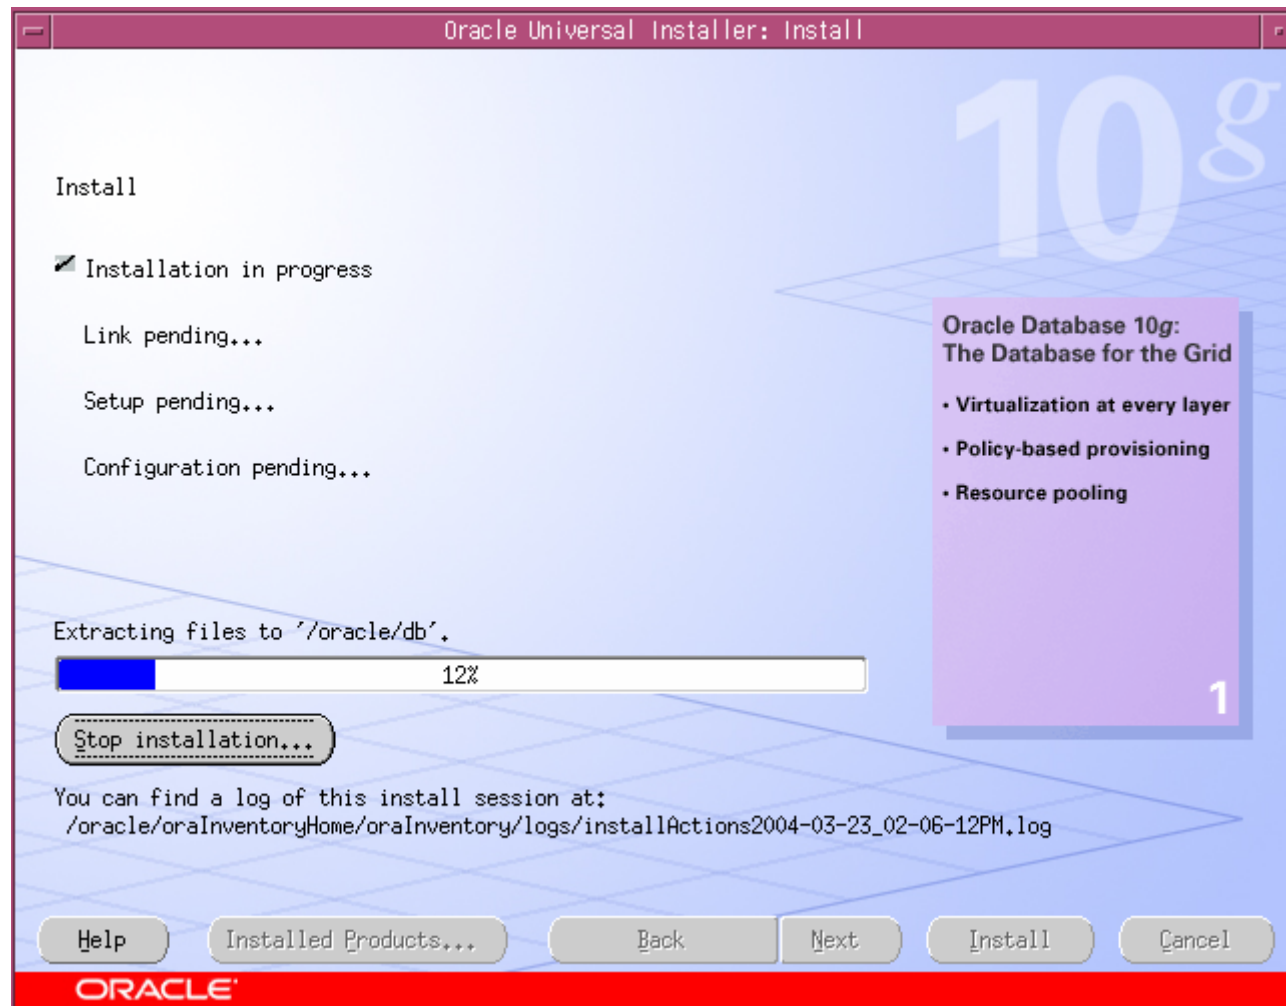 Oracle Universal Installer: Install
10g
Install
Installation in progress
Link pending...
Setup pending...
Configuration pending...
Oracle Database 10g:
The Database for the Grid
• Virtualization at every layer
• Policy-based provisioning
• Resource pooling
1
Extracting files to '/oracle/db'.
12%
Stop installation...
You can find a log of this install session at:
/oracle/oraInventoryHome/oraInventory/logs/installActions2004-03-23_02-06-12PM.log
Help Installed Products... Back Next Install Cancel
ORACLE